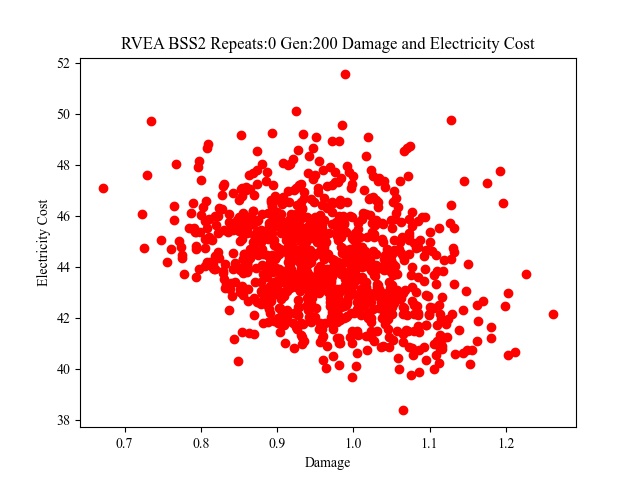 RVEA BSS2 Repeats:0 Gen:200 Damage and Electricity Cost
52
50
48
46
44
42
40
38
Electricity Cost
0.7 0.8 0.9 1.0 1.1 1.2
Damage